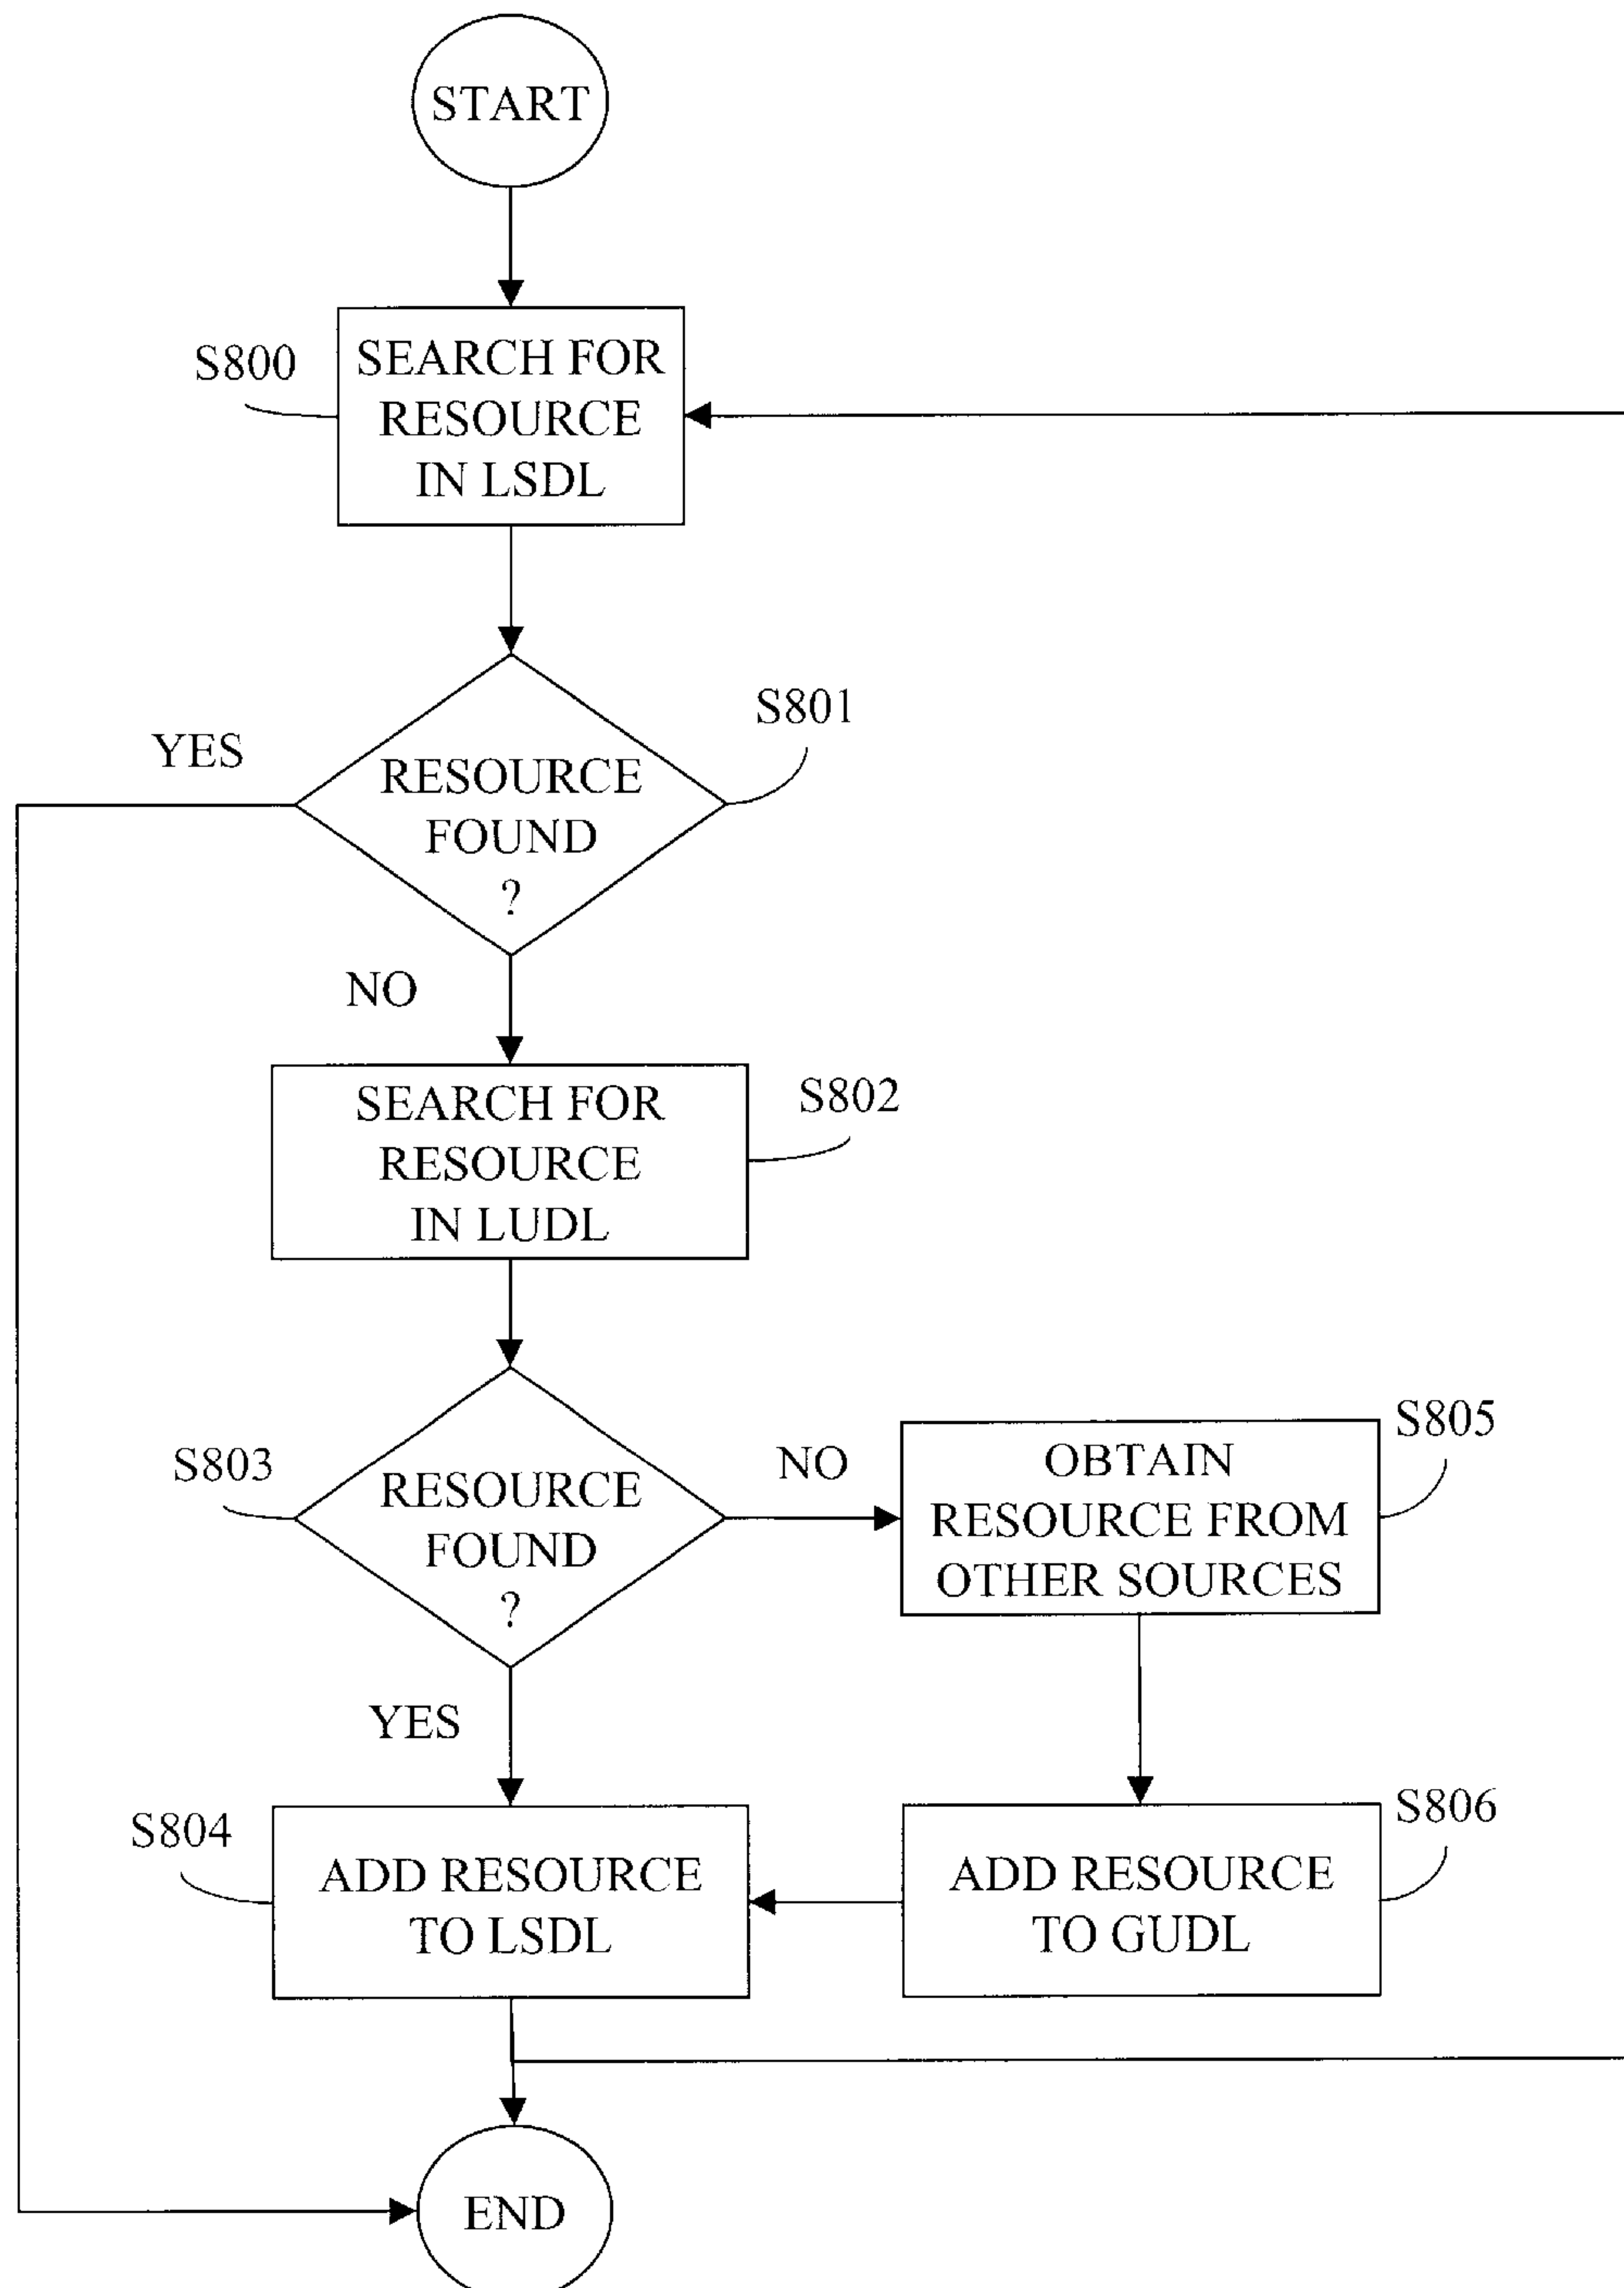 START
S800
SEARCH FOR
RESOURCE
IN LSDL
S801
YES
RESOURCE
FOUND
?
NO
SEARCH FOR
RESOURCE
IN LUDL
S802
S803
RESOURCE
FOUND
?
NO
OBTAIN
RESOURCE FROM
OTHER SOURCES
S805
YES
S804
ADD RESOURCE
TO LSDL
ADD RESOURCE
TO GUDL
S806
END